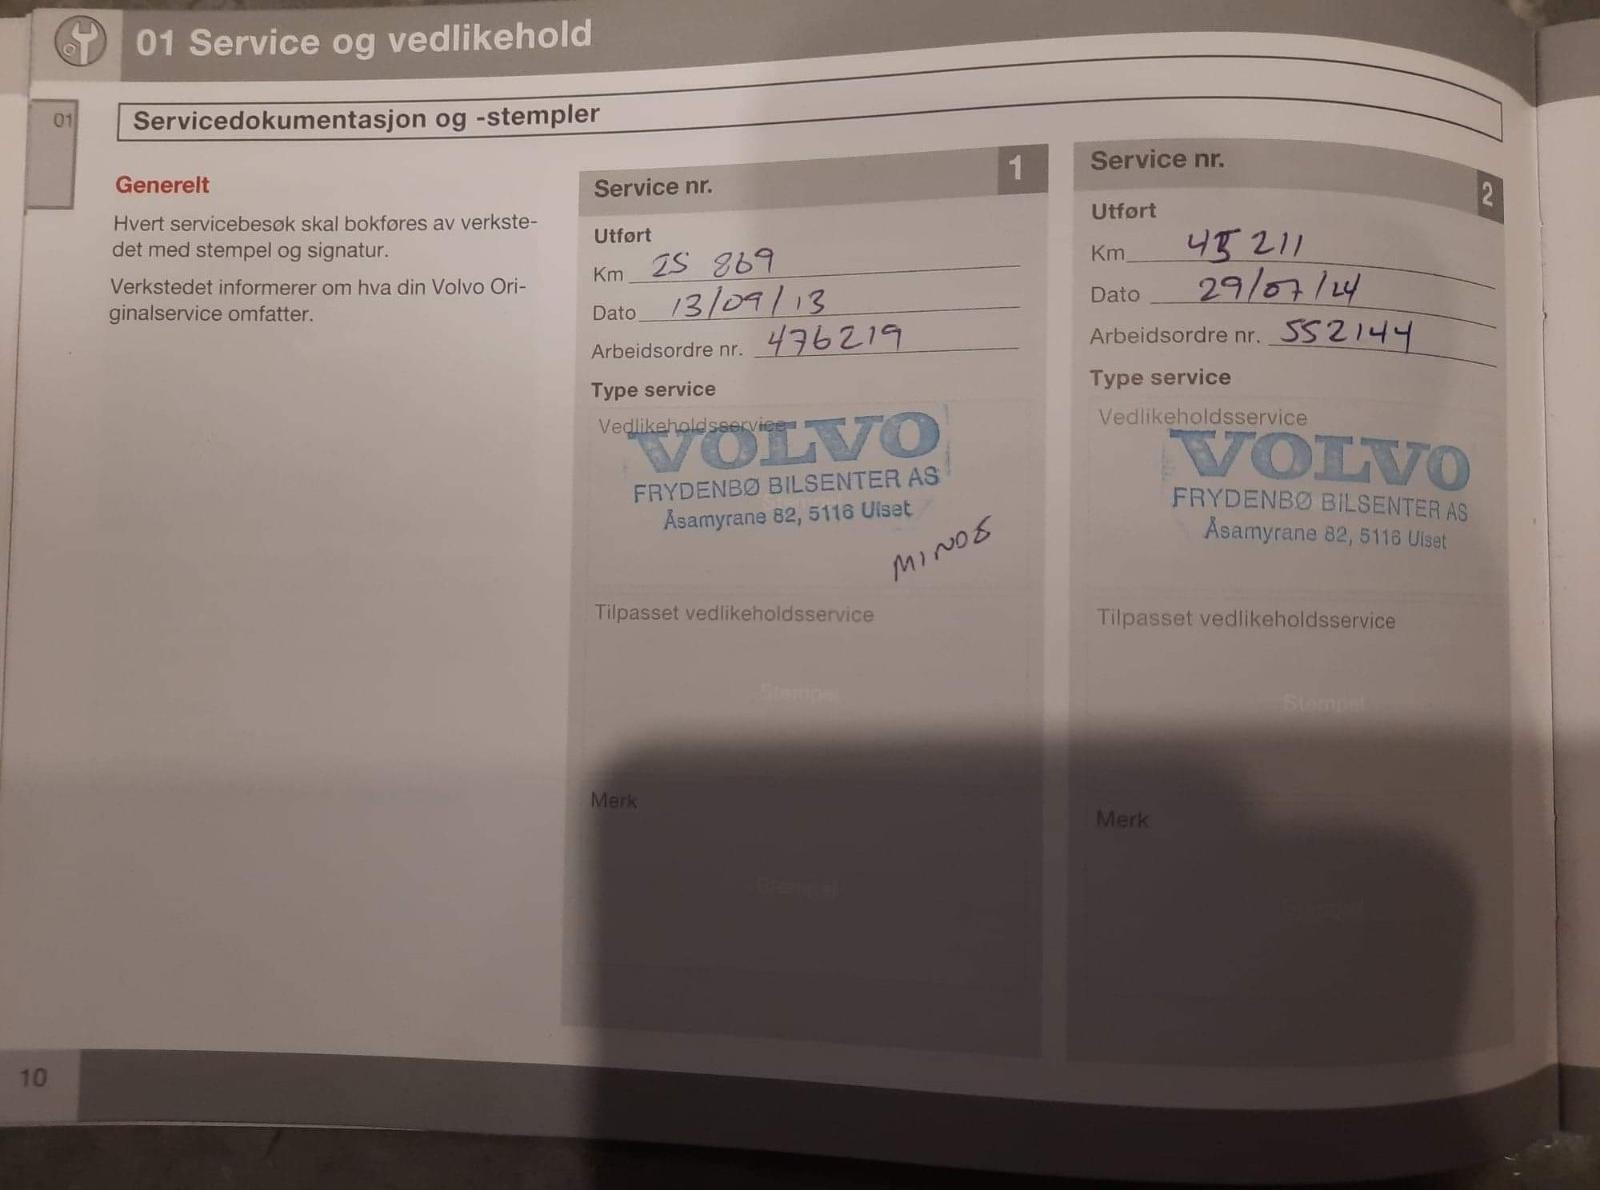 01 Service og vedlikehold
01
Servicedokumentasjon og -stempler
Generelt
Hvert servicebesøk skal bokføres av verkste-
det med stempel og signatur.
Verkstedet informerer om hva din Volvo Ori-
ginalservice omfatter.
Service nr. 1
Utført
Km 25 869
Dato 13/09/13
Arbeidsordre nr. 476219
Type service
Vedlikeholdsservice
VOLVO
FRYDENBØ BILSENTER AS
Åsamyrane 82, 5116 Ulset
Tilpasset vedlikeholdsservice
Stempel
Merk
Stempel
Service nr. 2
Utført
Km 45 211
Dato 29/07/14
Arbeidsordre nr. 552144
Type service
Vedlikeholdsservice
VOLVO
FRYDENBØ BILSENTER AS
Åsamyrane 82, 5116 Ulset
Tilpasset vedlikeholdsservice
Stempel
Merk
Stempel
10